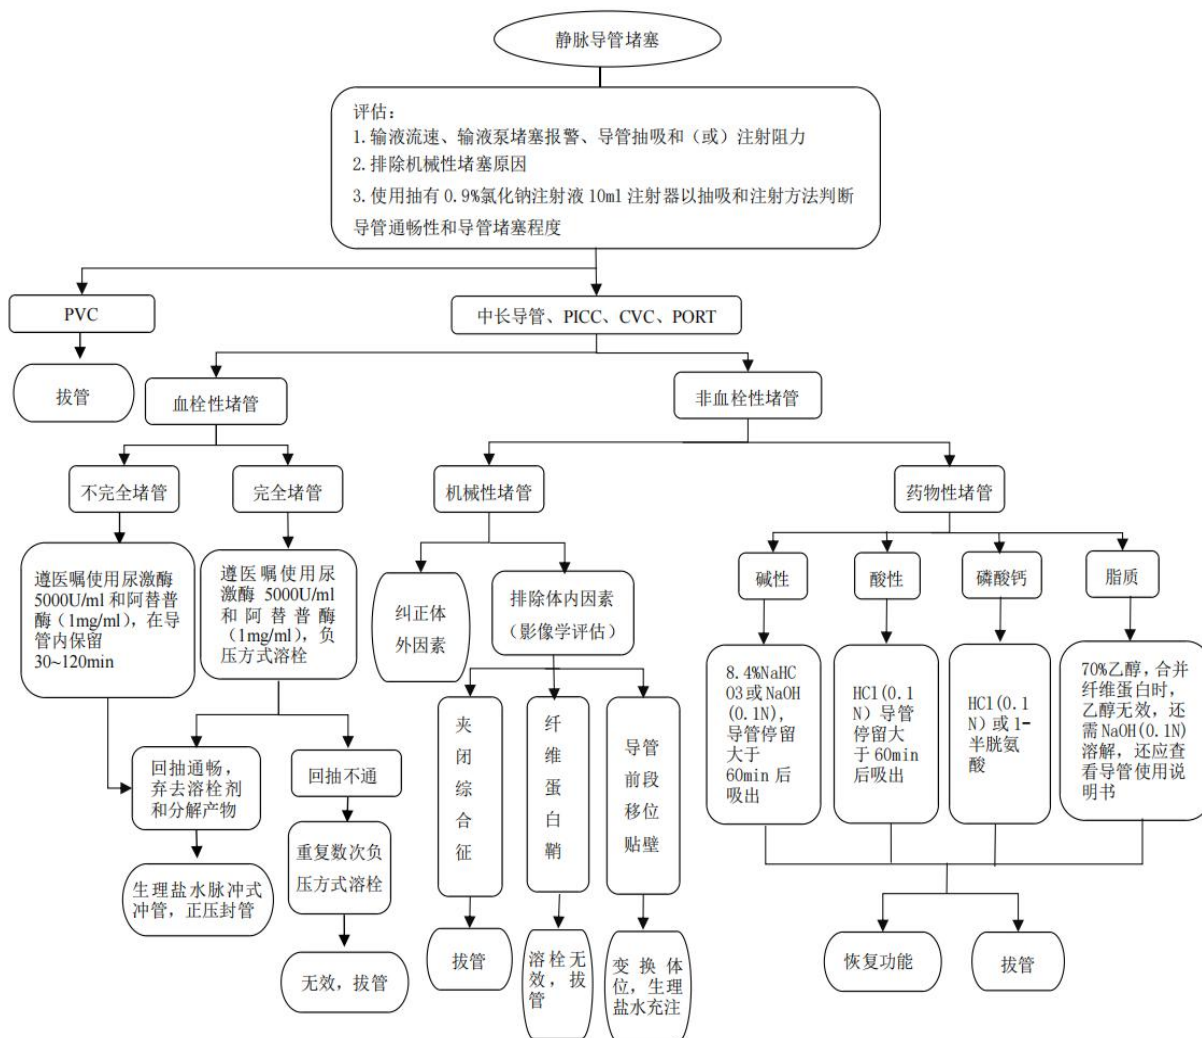 静脉导管堵塞
评估：
1.输液流速、输液泵堵塞报警、导管抽吸和（或）注射阻力
2.排除机械性堵塞原因
3.使用抽有0.9%氯化钠注射液10ml注射器以抽吸和注射方法判断
导管通畅性和导管堵塞程度
PVC
中长导管、PICC、CVC、PORT
拔管
血栓性堵管
非血栓性堵管
不完全堵管
完全堵管
机械性堵管
药物性堵管
遵医嘱使用尿激酶
5000U/ml和阿替普
酶（1mg/ml），在导
管内保留
30~120min
遵医嘱使用尿
激酶 5000U/ml
和阿替普酶
（1mg/ml），负
压方式溶栓
纠正体
外因素
排除体内因素
（影像学评估）
碱性
酸性
磷酸钙
脂质
8.4%NaHC
O3或NaOH
(0.1N)，
导管停留
大于
60min 后
吸出
HCl(0.1
N）导管
停留大
于60min
后吸出
HCl(0.1
N）或1-
半胱氨
酸
70%乙醇，合并
纤维蛋白时，
乙醇无效，还
需NaOH(0.1N)
溶解，还应查
看导管使用说
明书
回抽通畅，
弃去溶栓剂
和分解产物
回抽不通
夹
闭
综
合
征
纤
维
蛋
白
鞘
导管
前段
移位
贴壁
生理盐水脉冲式
冲管，正压封管
重复数次负
压方式溶栓
无效，拔管
拔管
溶栓无
效，拔
管
变换体
位，生理
盐水充注
恢复功能
拔管